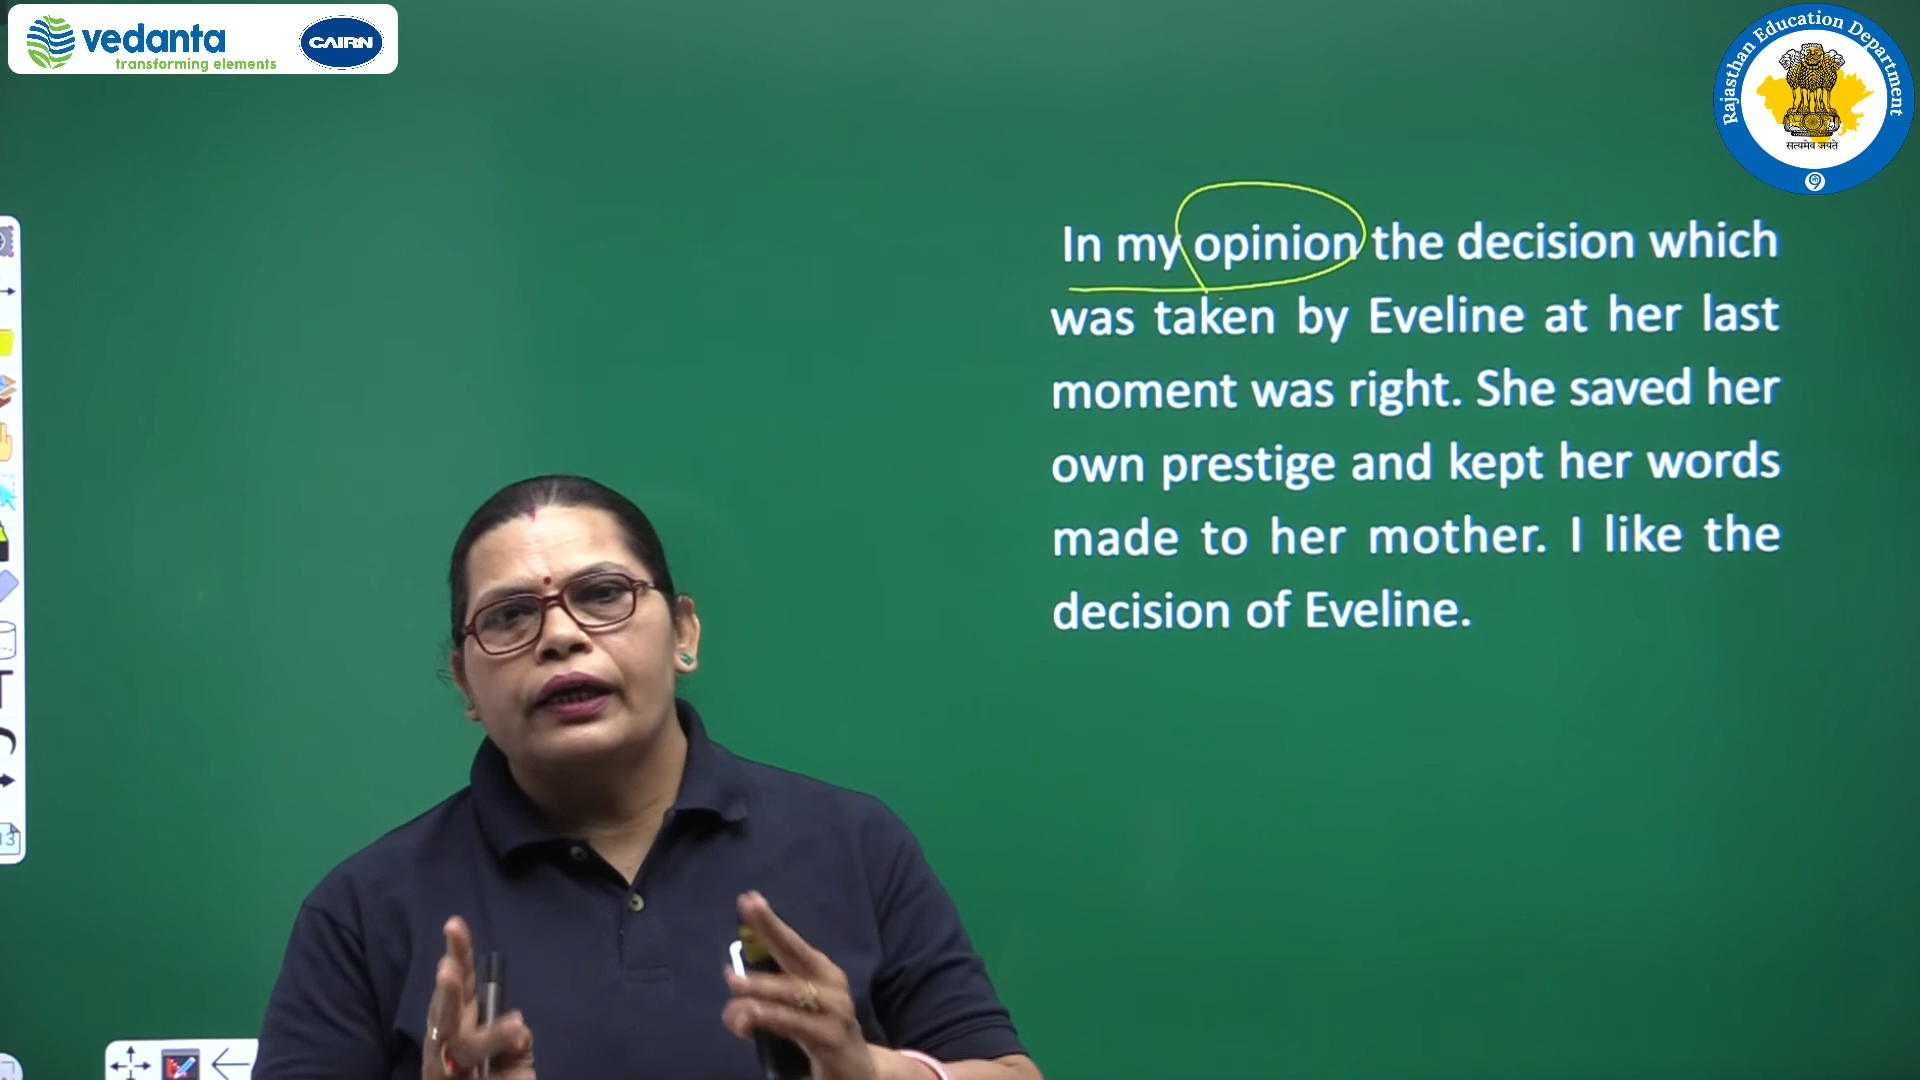 vedanta
transforming elements
CAIRN
Rajasthan Education Department
सत्यमेव जयते
In my opinion the decision which
was taken by Eveline at her last
moment was right. She saved her
own prestige and kept her words
made to her mother. I like the
decision of Eveline.
T
13